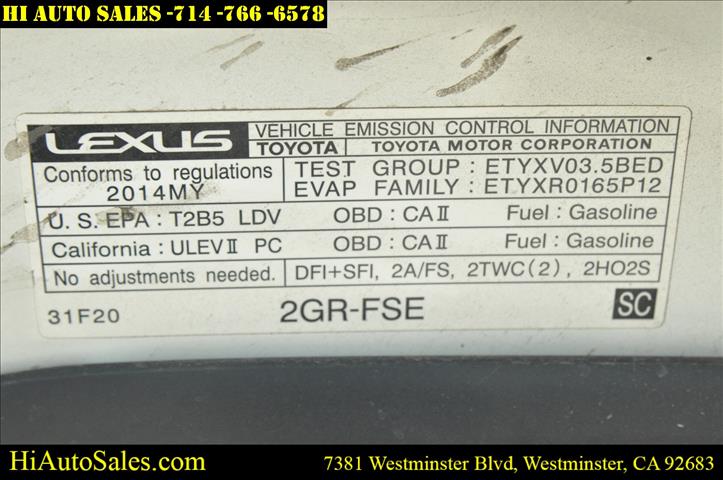 HI AUTO SALES -714 -766 -6578
LEXUS VEHICLE EMISSION CONTROL INFORMATION
TOYOTA TOYOTA MOTOR CORPORATION
Conforms to regulations
2014MY
TEST GROUP : ETYXV03.5BED
EVAP FAMILY : ETYXR0165P12
U. S. EPA : T2B5 LDV OBD : CAⅡ Fuel : Gasoline
California : ULEVⅡ PC OBD : CAⅡ Fuel : Gasoline
No adjustments needed. DFI+SFI, 2A/FS, 2TWC(2), 2HO2S
31F20 2GR-FSE SC
HiAutoSales.com 7381 Westminster Blvd, Westminster, CA 92683